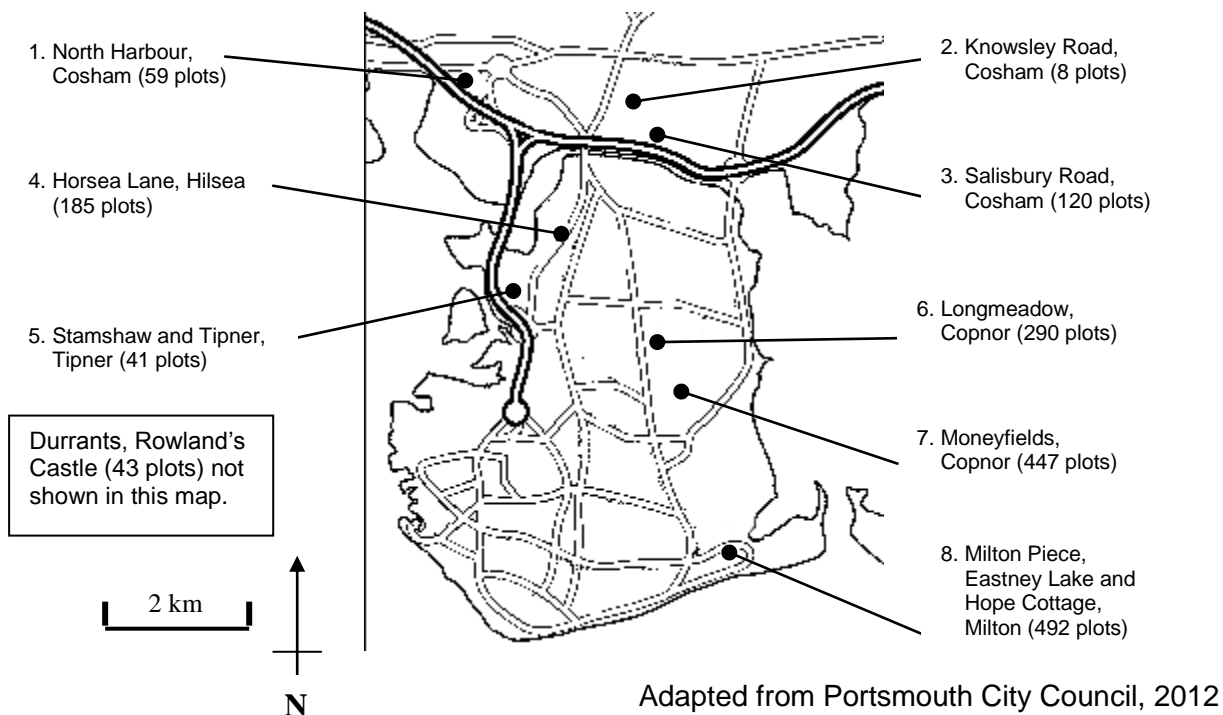 1. North Harbour,
Cosham (59 plots)
2. Knowsley Road,
Cosham (8 plots)
3. Salisbury Road,
Cosham (120 plots)
4. Horsea Lane, Hilsea
(185 plots)
5. Stamshaw and Tipner,
Tipner (41 plots)
6. Longmeadow,
Copnor (290 plots)
7. Moneyfields,
Copnor (447 plots)
8. Milton Piece,
Eastney Lake and
Hope Cottage,
Milton (492 plots)
Durrants, Rowland's
Castle (43 plots) not
shown in this map.
2 km
N
Adapted from Portsmouth City Council, 2012